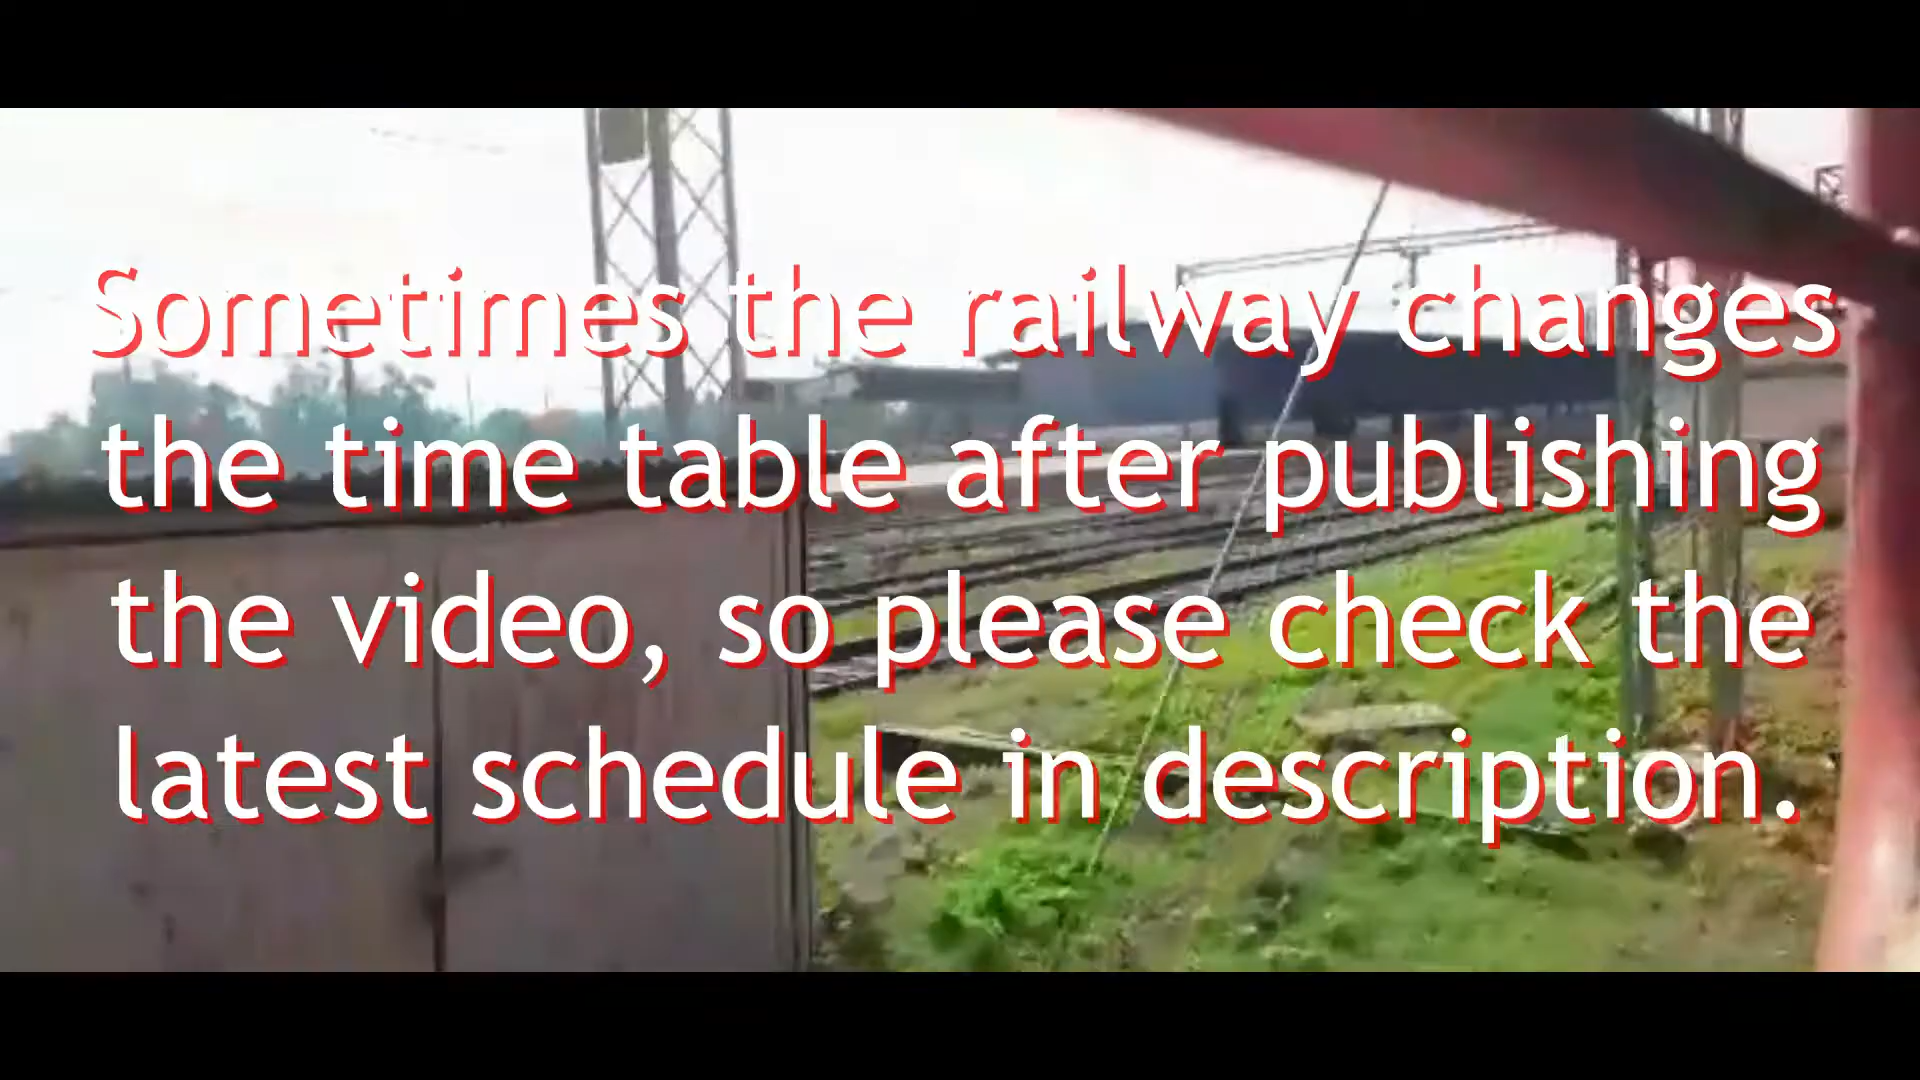 Sometimes the railway changes
the time table after publishing
the video, so please check the
latest schedule in description.